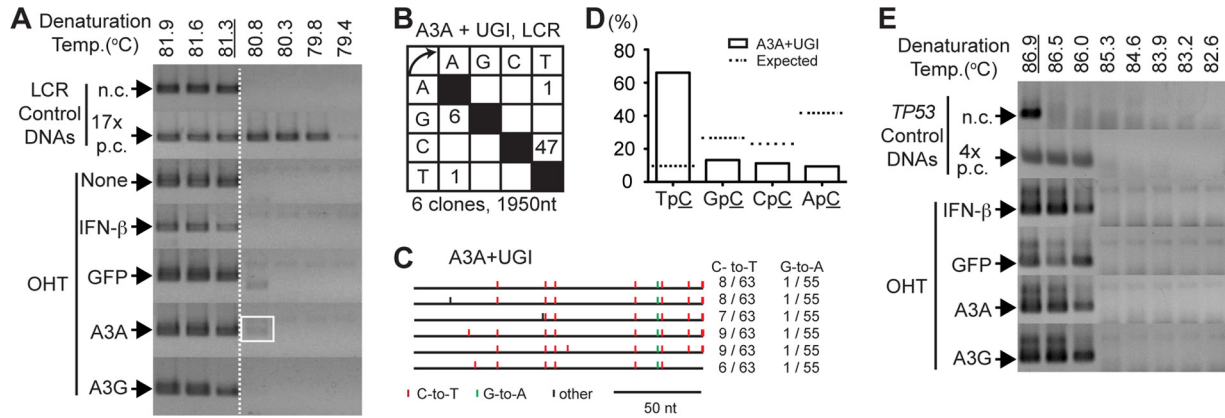 A
Denaturation
Temp.(°C)
81.9 81.6 81.3 80.8 80.3 79.8 79.4
LCR
Control
DNAs
n.c.
17x
p.c.
OHT
None
IFN-β
GFP
A3A
A3G
B
A3A + UGI, LCR
A G C T
A 1
G 6
C 47
T 1
6 clones, 1950nt
C
A3A+UGI
C- to-T G-to-A
8 / 63 1 / 55
8 / 63 1 / 55
7 / 63 1 / 55
9 / 63 1 / 55
9 / 63 1 / 55
6 / 63 1 / 55
C-to-T G-to-A other
50 nt
D
(%)
80
60
40
20
0
A3A+UGI
Expected
TpC GpC CpC ApC
E
Denaturation
Temp.(°C)
86.9 86.5 86.0 85.3 84.6 83.9 83.2 82.6
TP53
Control
DNAs
n.c.
4x
p.c.
OHT
IFN-β
GFP
A3A
A3G